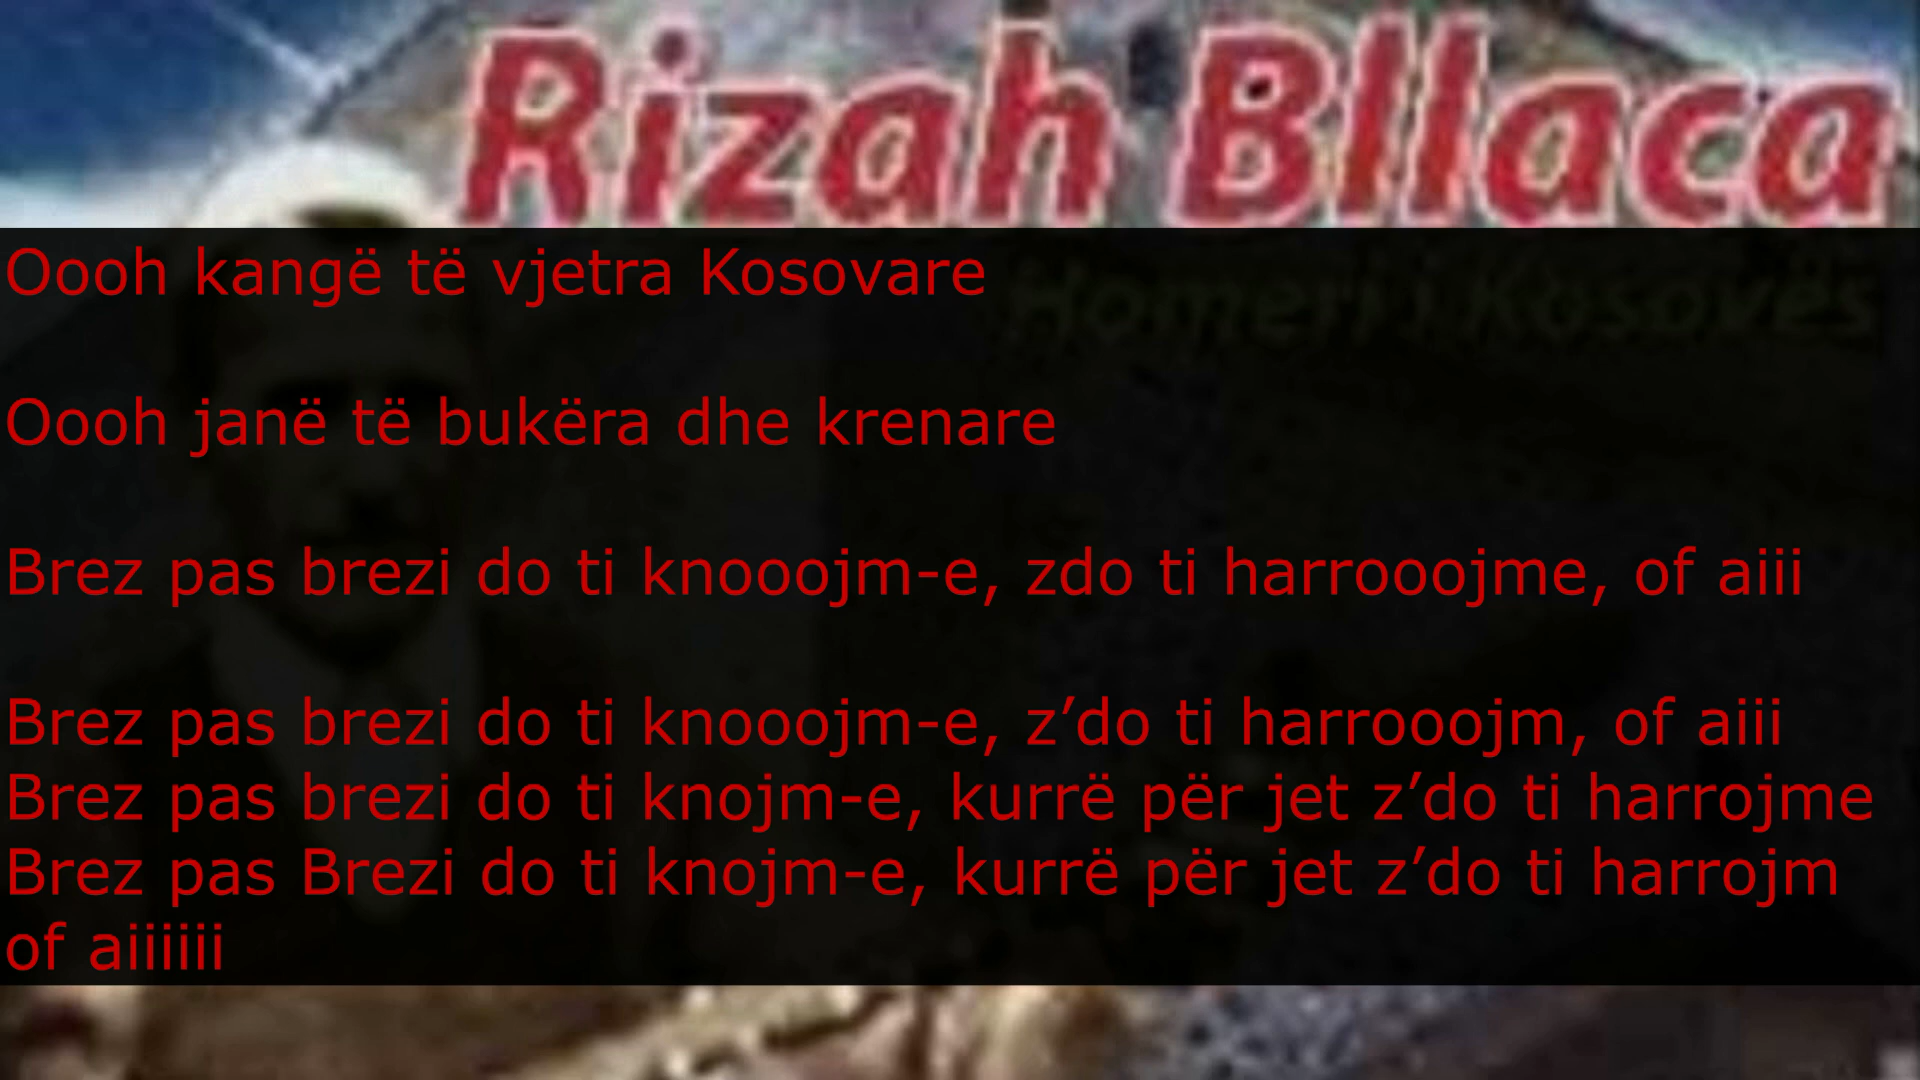 Rizah Bllaca
Homeri i Kosovës
Oooh kangë të vjetra Kosovare
Oooh janë të bukëra dhe krenare
Brez pas brezi do ti knooojm-e, zdo ti harrooojme, of aiii
Brez pas brezi do ti knooojm-e, z’do ti harrooojm, of aiii
Brez pas brezi do ti knojm-e, kurrë për jet z’do ti harrojme
Brez pas Brezi do ti knojm-e, kurrë për jet z’do ti harrojm
of aiiiiii